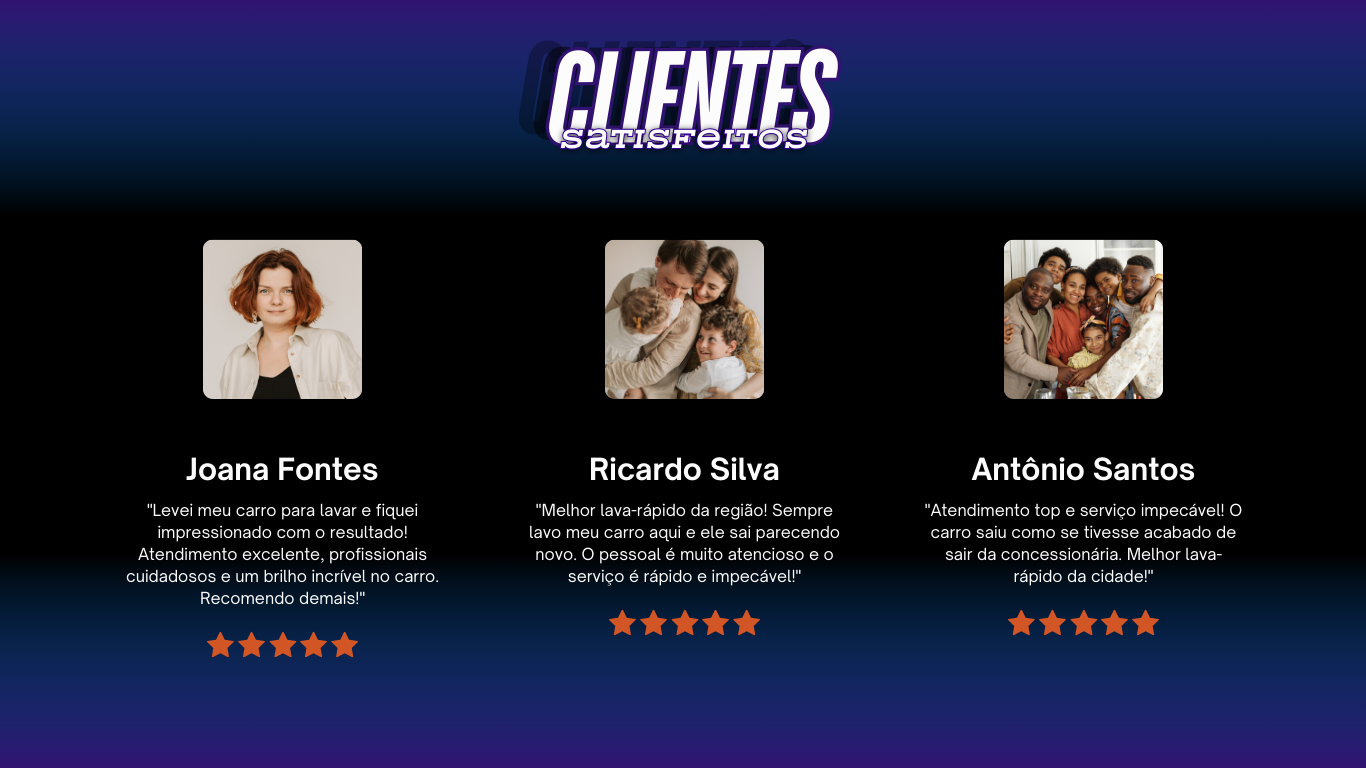 CLIENTES
SATISFEITOS
Joana Fontes
"Levei meu carro para lavar e fiquei
impressionado com o resultado!
Atendimento excelente, profissionais
cuidadosos e um brilho incrível no carro.
Recomendo demais!"
Ricardo Silva
"Melhor lava-rápido da região! Sempre
lavo meu carro aqui e ele sai parecendo
novo. O pessoal é muito atencioso e o
serviço é rápido e impecável!"
Antônio Santos
"Atendimento top e serviço impecável! O
carro saiu como se tivesse acabado de
sair da concessionária. Melhor lava-
rápido da cidade!"